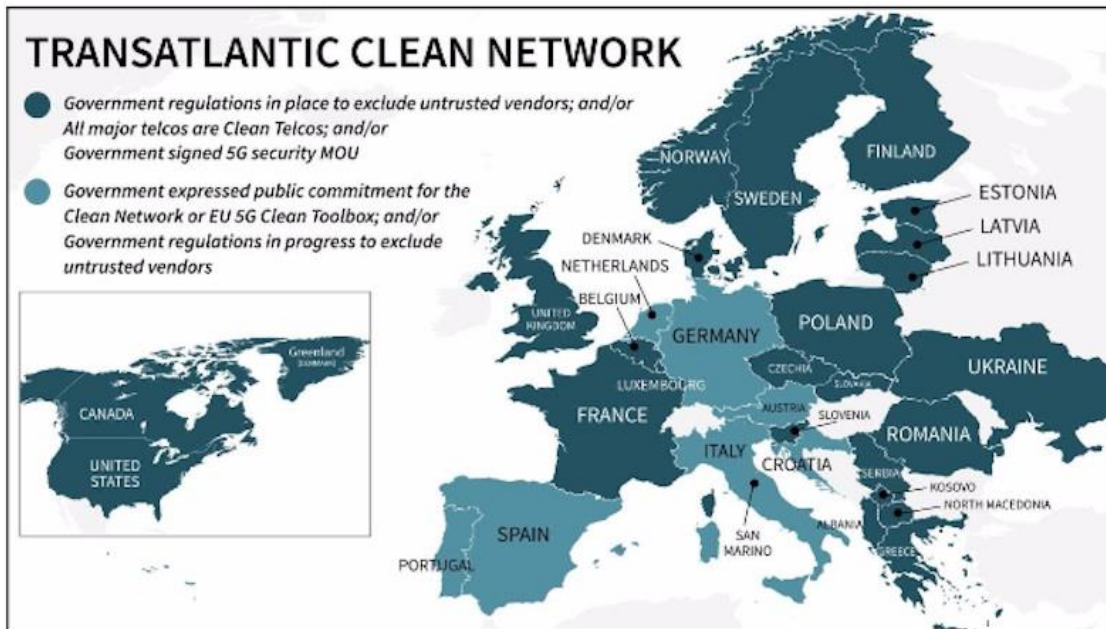 TRANSATLANTIC CLEAN NETWORK
Government regulations in place to exclude untrusted vendors; and/or
All major telcos are Clean Telcos; and/or
Government signed 5G security MOU
Government expressed public commitment for the
Clean Network or EU 5G Clean Toolbox; and/or
Government regulations in progress to exclude
untrusted vendors
Greenland
(DENMARK)
CANADA
UNITED
STATES
NORWAY
SWEDEN
FINLAND
ESTONIA
LATVIA
LITHUANIA
DENMARK
NETHERLANDS
BELGIUM
UNITED
KINGDOM
GERMANY
POLAND
UKRAINE
CZECHIA
SLOVAKIA
LUXEMBOURG
FRANCE
AUSTRIA
SLOVENIA
ROMANIA
ITALY
CROATIA
SERBIA
KOSOVO
NORTH MACEDONIA
SAN
MARINO
ALBANIA
GREECE
SPAIN
PORTUGAL